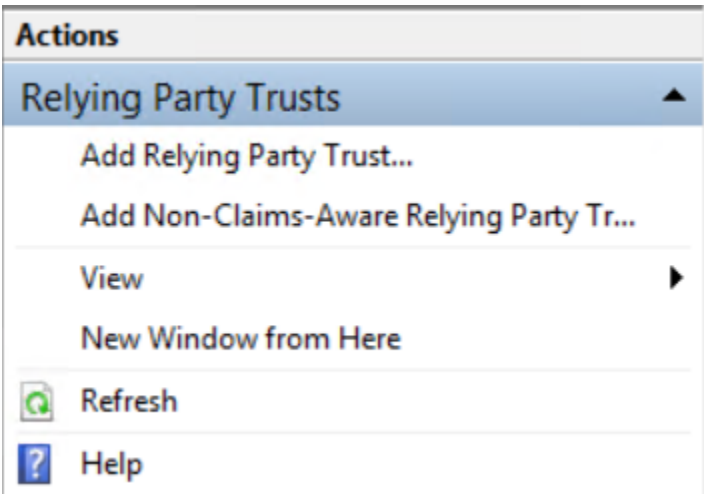 Actions
Relying Party Trusts
Add Relying Party Trust...
Add Non-Claims-Aware Relying Party Tr...
View
New Window from Here
Refresh
Help